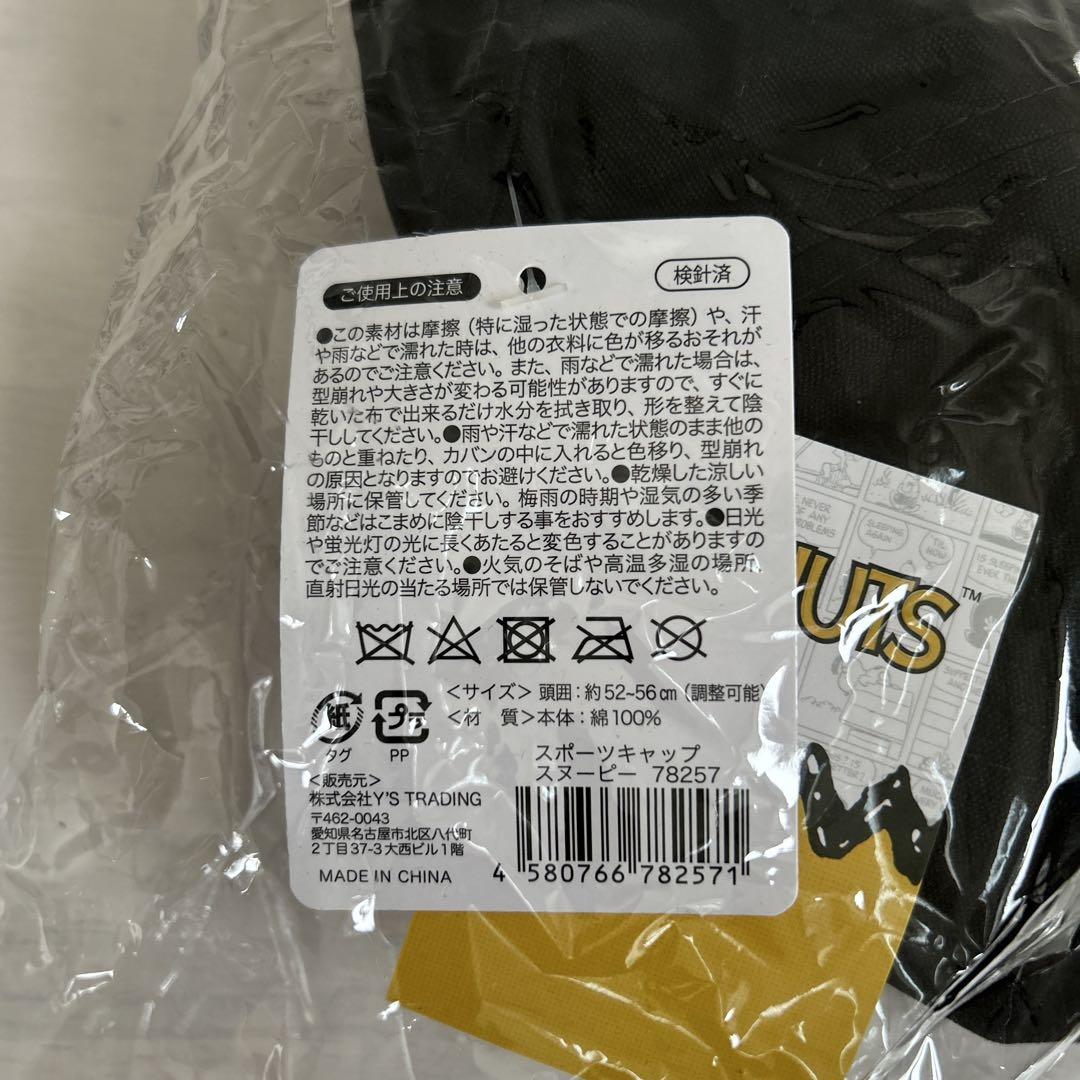 ご使用上の注意
検針済
●この素材は摩擦（特に湿った状態での摩擦）や、汗
や雨などで濡れた時は、他の衣料に色が移るおそれが
あるのでご注意ください。また、雨などで濡れた場合は、
型崩れや大きさが変わる可能性がありますので、すぐに
乾いた布で出来るだけ水分を拭き取り、形を整えて陰
干ししてください。●雨や汗などで濡れた状態のまま他の
ものと重ねたり、カバンの中に入れると色移り、型崩れ
の原因となりますのでお避けください。●乾燥した涼しい
場所に保管してください。梅雨の時期や湿気の多い季
節などはこまめに陰干しする事をおすすめします。●日光
や蛍光灯の光に長くあたると変色することがありますの
でご注意ください。●火気のそばや高温多湿の場所、
直射日光の当たる場所では保管しないでください。
紙
タグ
プラ
PP
＜サイズ＞頭囲：約52~56㎝（調整可能）
＜材　質＞本体：綿100%
スポーツキャップ
スヌーピー 78257
＜販売元＞
株式会社Y'S TRADING
〒462-0043
愛知県名古屋市北区八代町
2丁目37-3大西ビル1階
MADE IN CHINA
4 580766 782571
NEVER
OF ANY
PROBLEMS
SLEEPING
AGAIN
'TIL
NOW
IS SLEEP
EVER TH
NUTS™